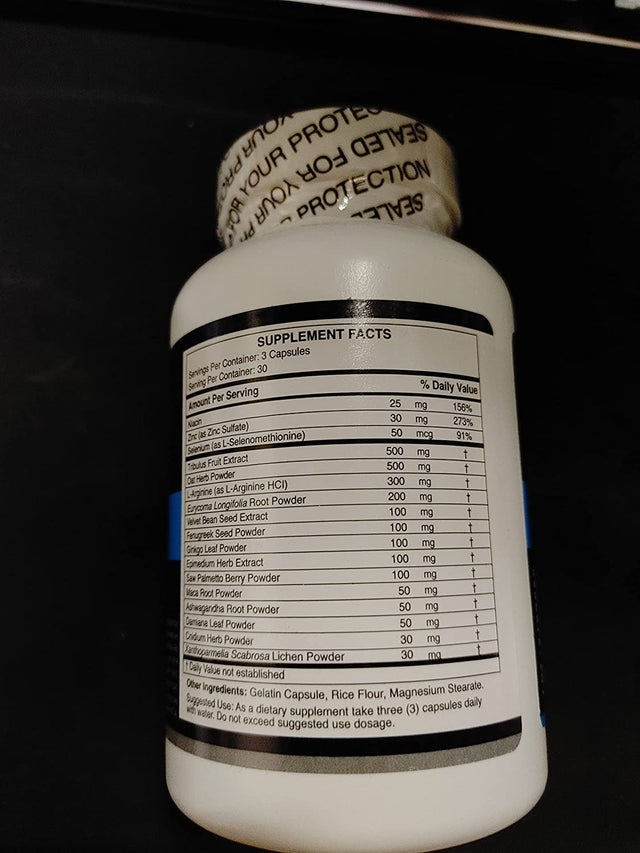 YOUR PRO
FOR YOUR PROTEC
SEALED FOR YOUR P
PROTECTION
SEALED
SUPPLEMENT FACTS
Servings Per Container: 3 Capsules
Serving Per Container: 30
Amount Per Serving % Daily Value
Niacin 25 mg 156%
Zinc (as Zinc Sulfate) 30 mg 273%
Selenium (as L-Selenomethionine) 50 mcg 91%
Tribulus Fruit Extract 500 mg †
Oat Herb Powder 500 mg †
L-Arginine (as L-Arginine HCl) 300 mg †
Eurycoma Longifolia Root Powder 200 mg †
Velvet Bean Seed Extract 100 mg †
Fenugreek Seed Powder 100 mg †
Ginkgo Leaf Powder 100 mg †
Epimedium Herb Extract 100 mg †
Saw Palmetto Berry Powder 100 mg †
Maca Root Powder 50 mg †
Ashwagandha Root Powder 50 mg †
Damiana Leaf Powder 50 mg †
Cnidium Herb Powder 30 mg †
Xanthoparmelia Scabrosa Lichen Powder 30 mg †
† Daily Value not established
Other Ingredients: Gelatin Capsule, Rice Flour, Magnesium Stearate.
Suggested Use: As a dietary supplement take three (3) capsules daily
with water. Do not exceed suggested use dosage.